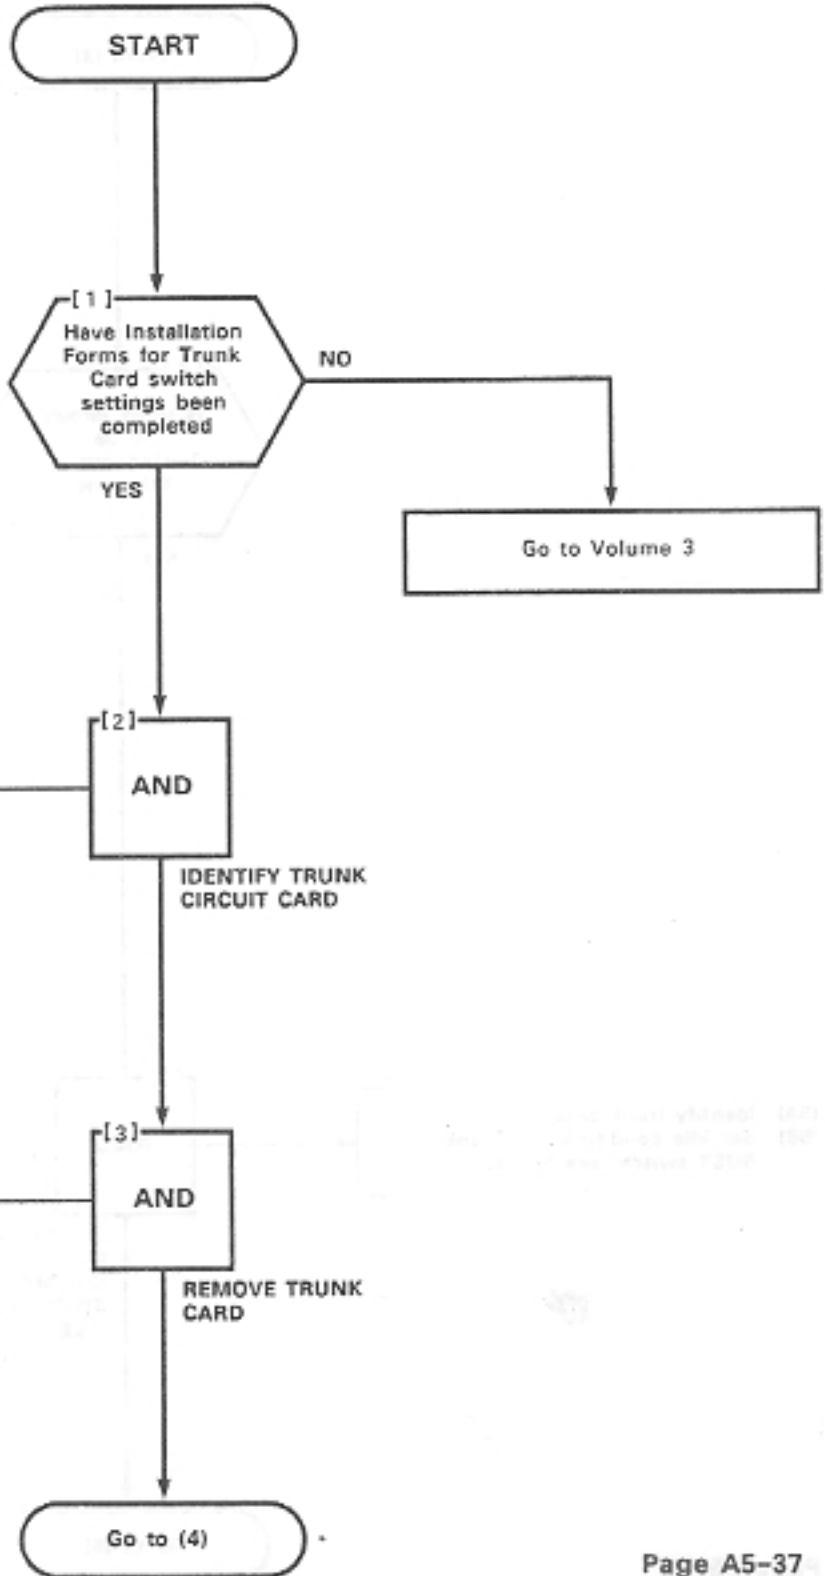 START
[1]
Have Installation
Forms for Trunk
Card switch
settings been
completed
NO
YES
Go to Volume 3
[2]
AND
IDENTIFY TRUNK
CIRCUIT CARD
[3]
AND
REMOVE TRUNK
CARD
Go to (4)
Page A5-37